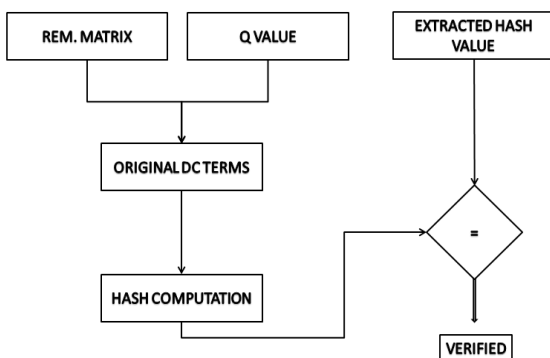 REM. MATRIX
Q VALUE
EXTRACTED HASH
VALUE
ORIGINAL DC TERMS
=
HASH COMPUTATION
VERIFIED